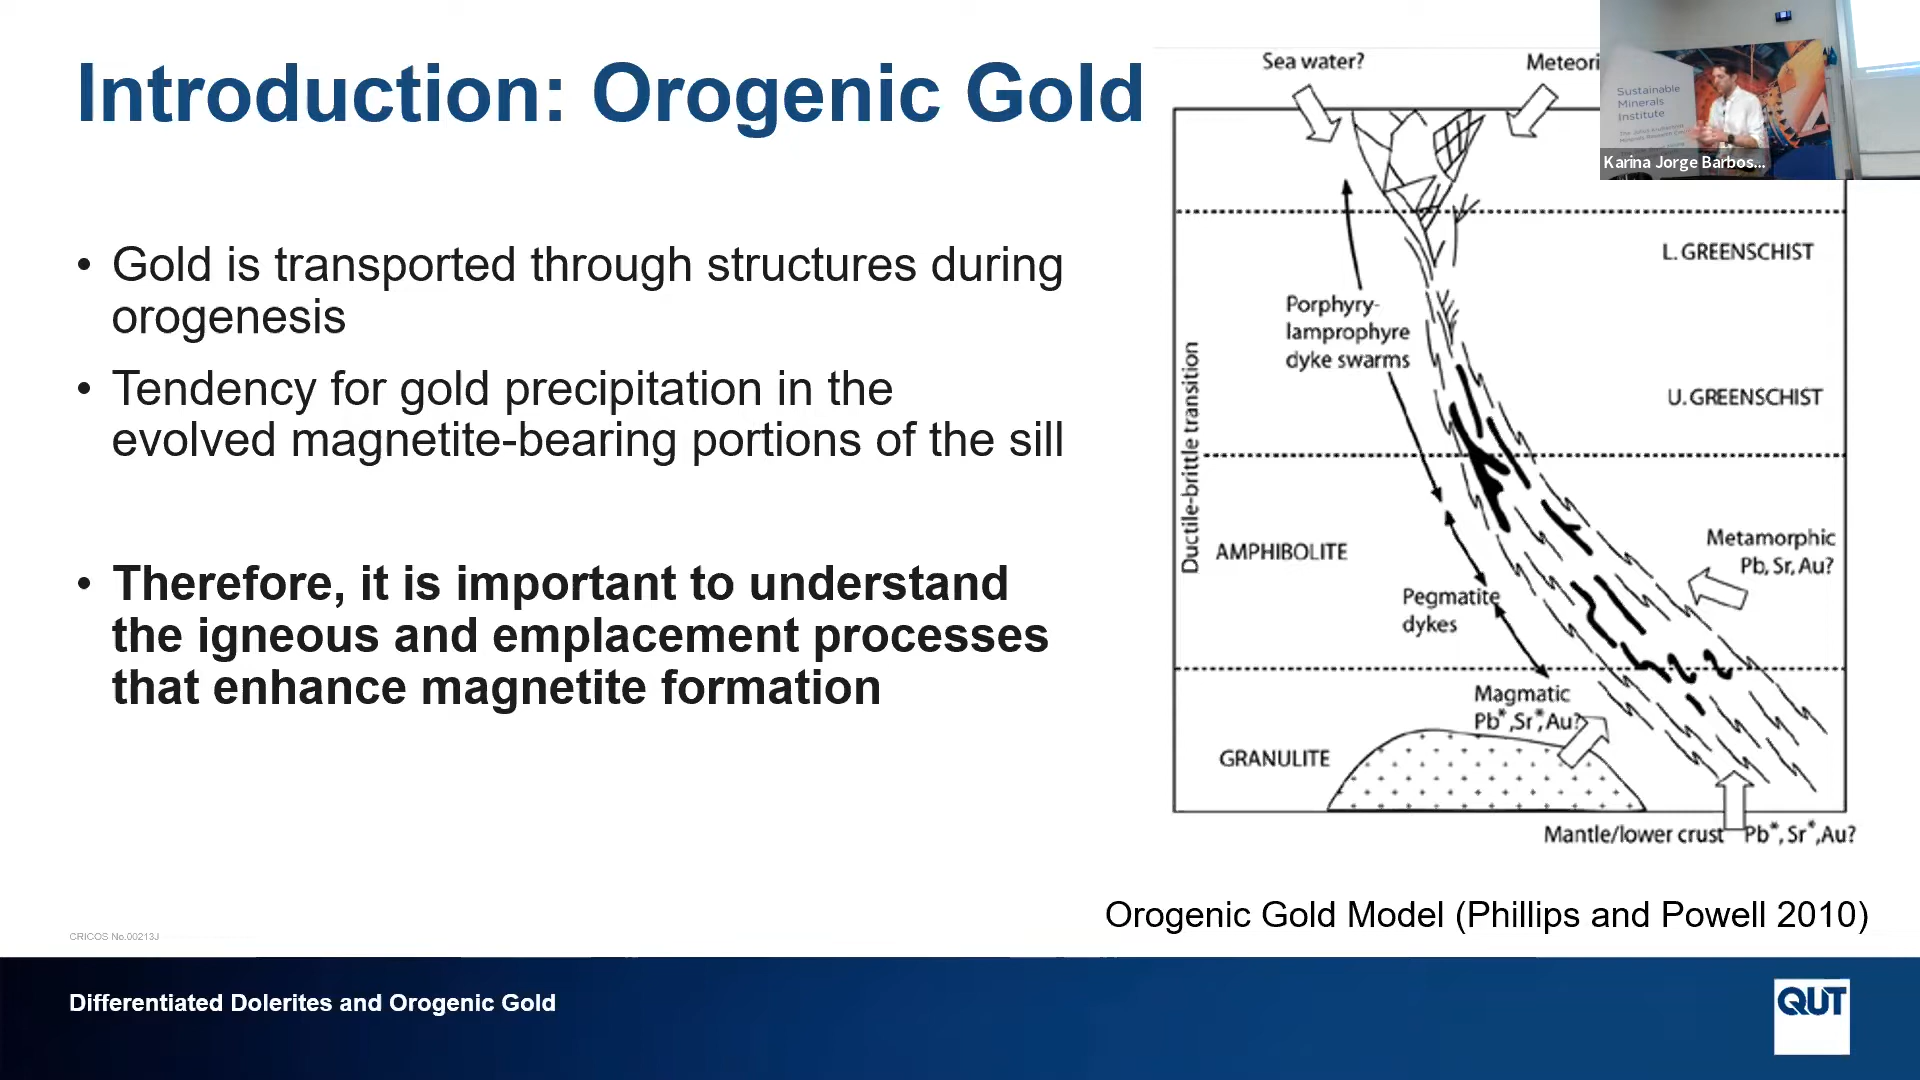 Introduction: Orogenic Gold
• Gold is transported through structures during
orogenesis
• Tendency for gold precipitation in the
evolved magnetite-bearing portions of the sill
• Therefore, it is important to understand
the igneous and emplacement processes
that enhance magnetite formation
Sea water?
Meteori
L. GREENSCHIST
Porphyry-
lamprophyre
dyke swarms
Ductile-brittle transition
U. GREENSCHIST
AMPHIBOLITE
Metamorphic
Pb, Sr, Au?
Pegmatite
dykes
Magmatic
Pb*, Sr*, Au?
GRANULITE
Mantle/lower crust Pb*, Sr*, Au?
Orogenic Gold Model (Phillips and Powell 2010)
Sustainable
Minerals
Institute
Karina Jorge Barbos...
CRICOS No.00213J
Differentiated Dolerites and Orogenic Gold
QUT